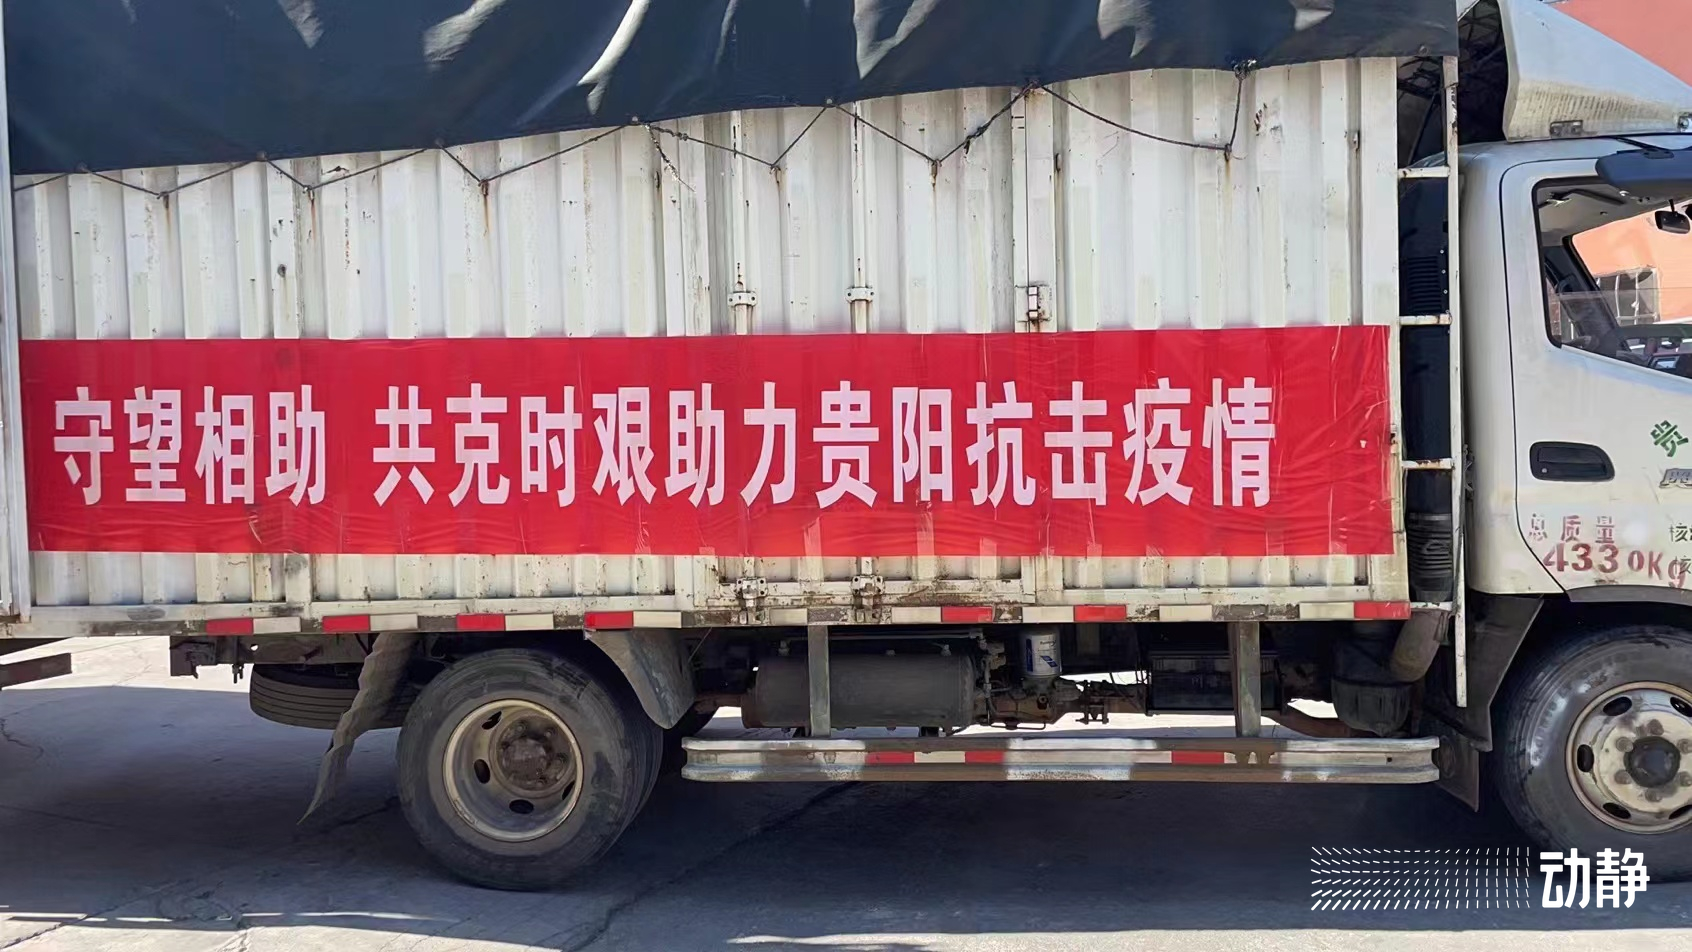 守望相助 共克时艰助力贵阳抗击疫情
贵
总质量
4330Kg
动静